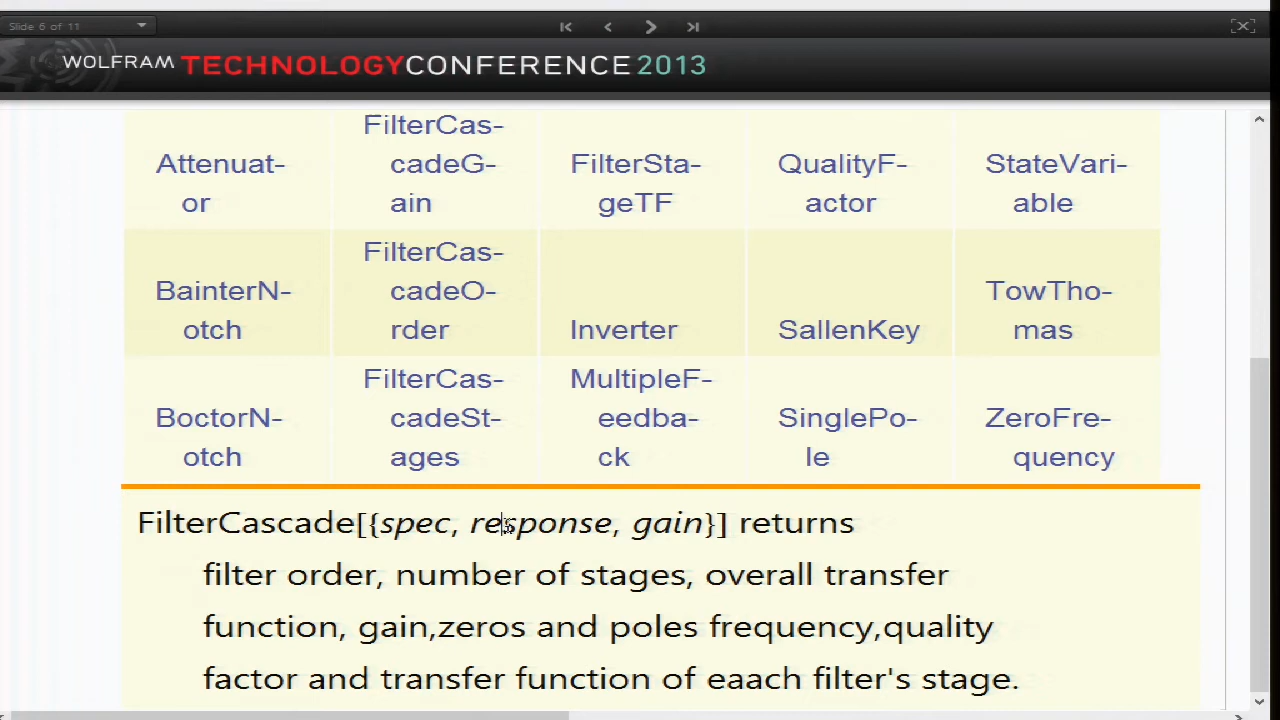 Slide 6 of 11
WOLFRAM TECHNOLOGYCONFERENCE 2013
FilterCas-
Attenuat- cadeG- FilterSta- QualityF- StateVari-
or ain geTF actor able
FilterCas-
BainterN- cadeO- TowTho-
otch rder Inverter SallenKey mas
FilterCas- MultipleF-
BoctorN- cadeSt- eedba- SinglePo- ZeroFre-
otch ages ck le quency
FilterCascade[{spec, response, gain}] returns
filter order, number of stages, overall transfer
function, gain,zeros and poles frequency,quality
factor and transfer function of eaach filter's stage.